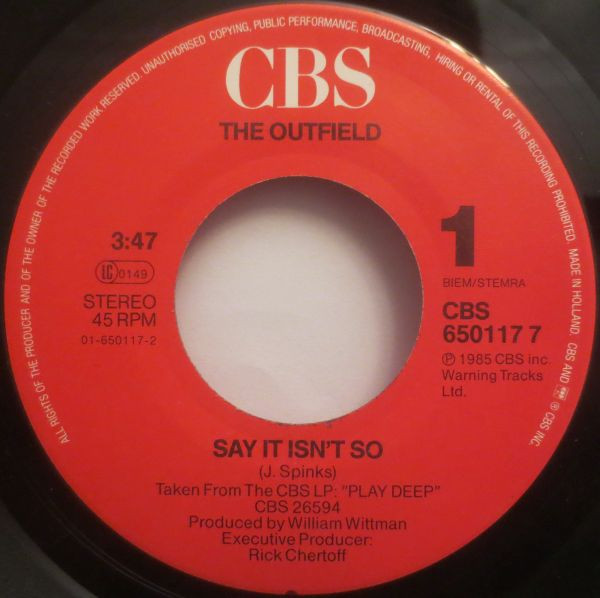 ALL RIGHTS OF THE PRODUCER AND OF THE OWNER OF THE RECORDED WORK RESERVED. UNAUTHORISED COPYING, PUBLIC PERFORMANCE, BROADCASTING, HIRING OR RENTAL OF THIS RECORDING PROHIBITED. MADE IN HOLLAND. CBS AND ® CBS INC.
CBS
THE OUTFIELD
3:47
LC 0149
STEREO
45 RPM
01-650117-2
1
BIEM/STEMRA
CBS
650117 7
℗ 1985 CBS inc.
Warning Tracks
Ltd.
SAY IT ISN'T SO
(J. Spinks)
Taken From The CBS LP: "PLAY DEEP"
CBS 26594
Produced by William Wittman
Executive Producer:
Rick Chertoff